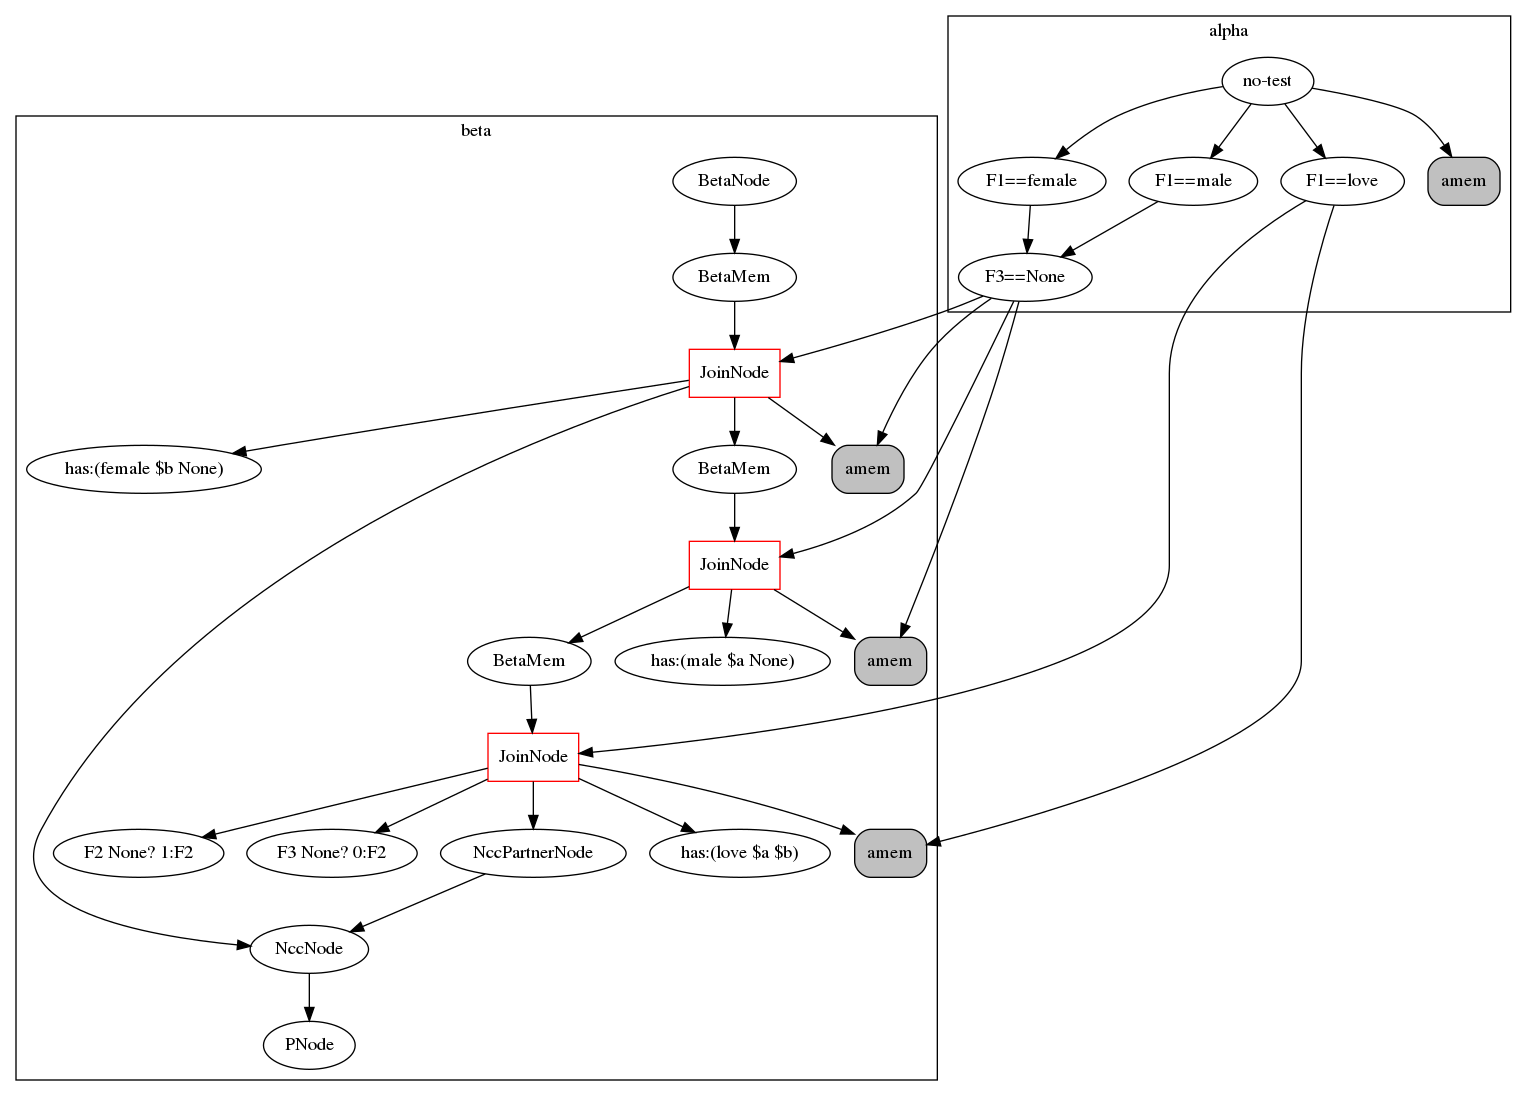 alpha
no-test
beta
BetaNode
F1==female
F1==male
F1==love
amem
BetaMem
F3==None
JoinNode
has:(female $b None)
BetaMem
amem
JoinNode
BetaMem
has:(male $a None)
amem
JoinNode
F2 None? 1:F2
F3 None? 0:F2
NccPartnerNode
has:(love $a $b)
amem
NccNode
PNode